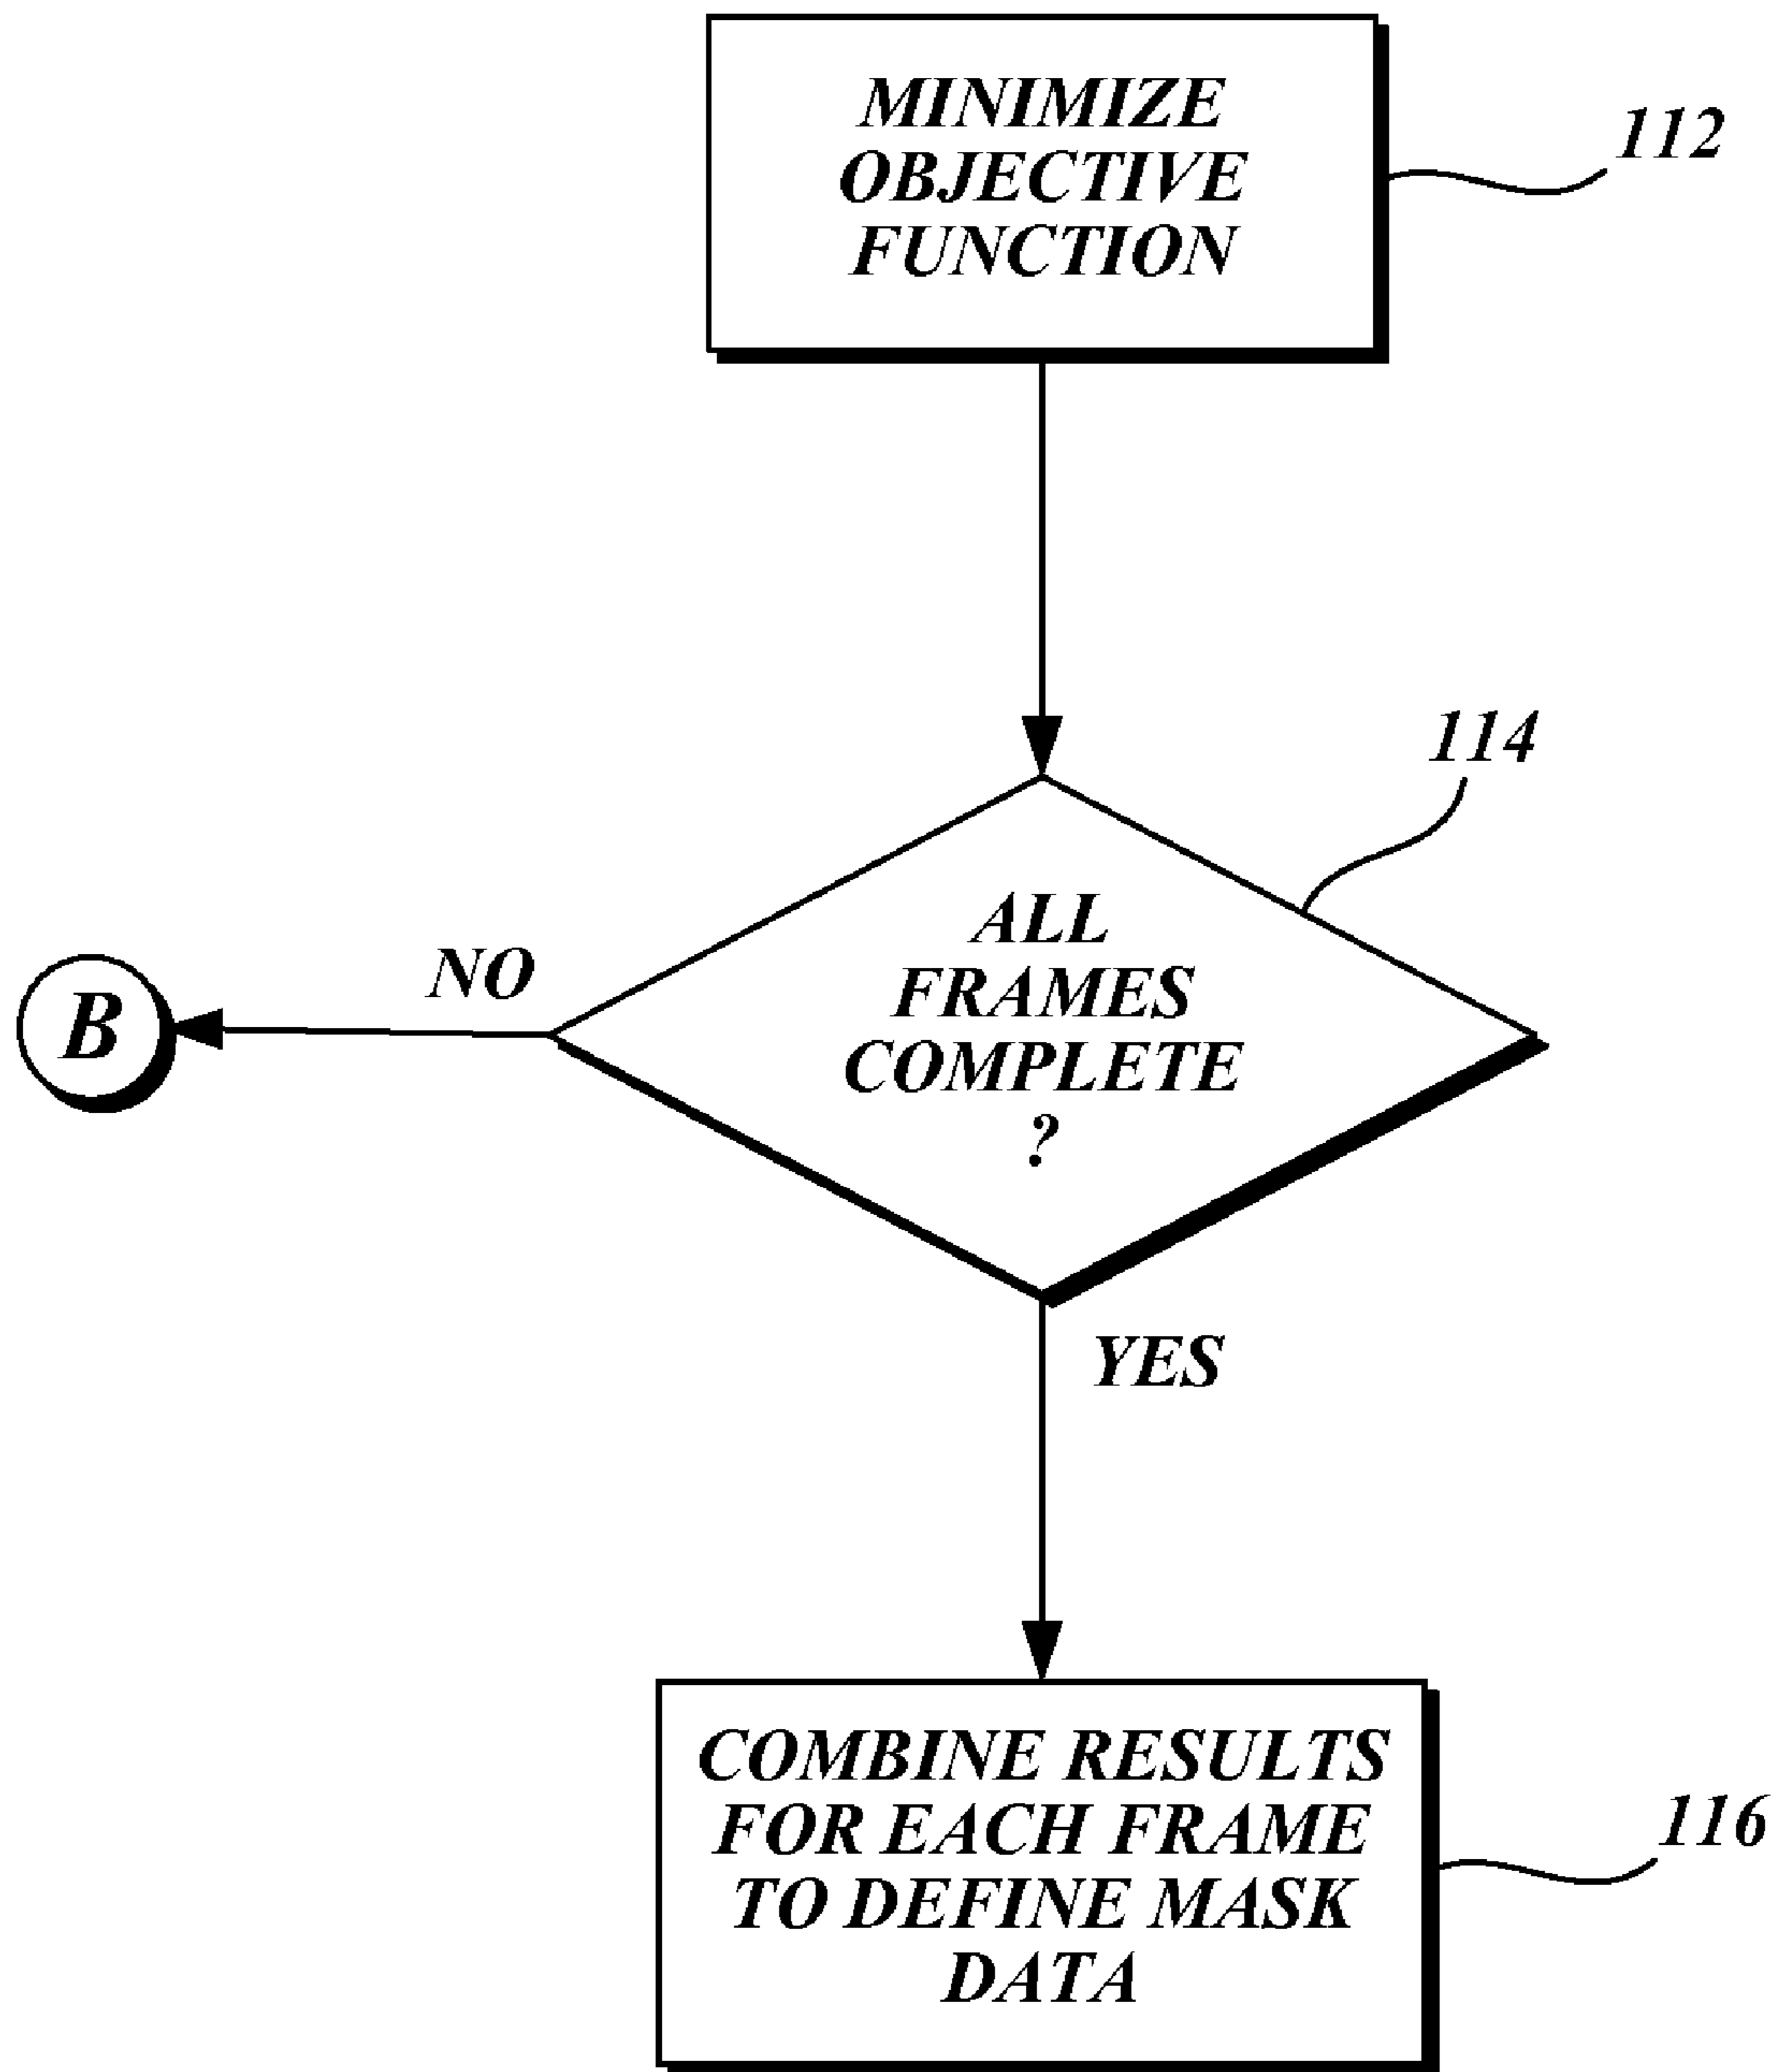 MINIMIZE
OBJECTIVE
FUNCTION
112
114
ALL
FRAMES
COMPLETE
?
NO
B
YES
COMBINE RESULTS
FOR EACH FRAME
TO DEFINE MASK
DATA
116